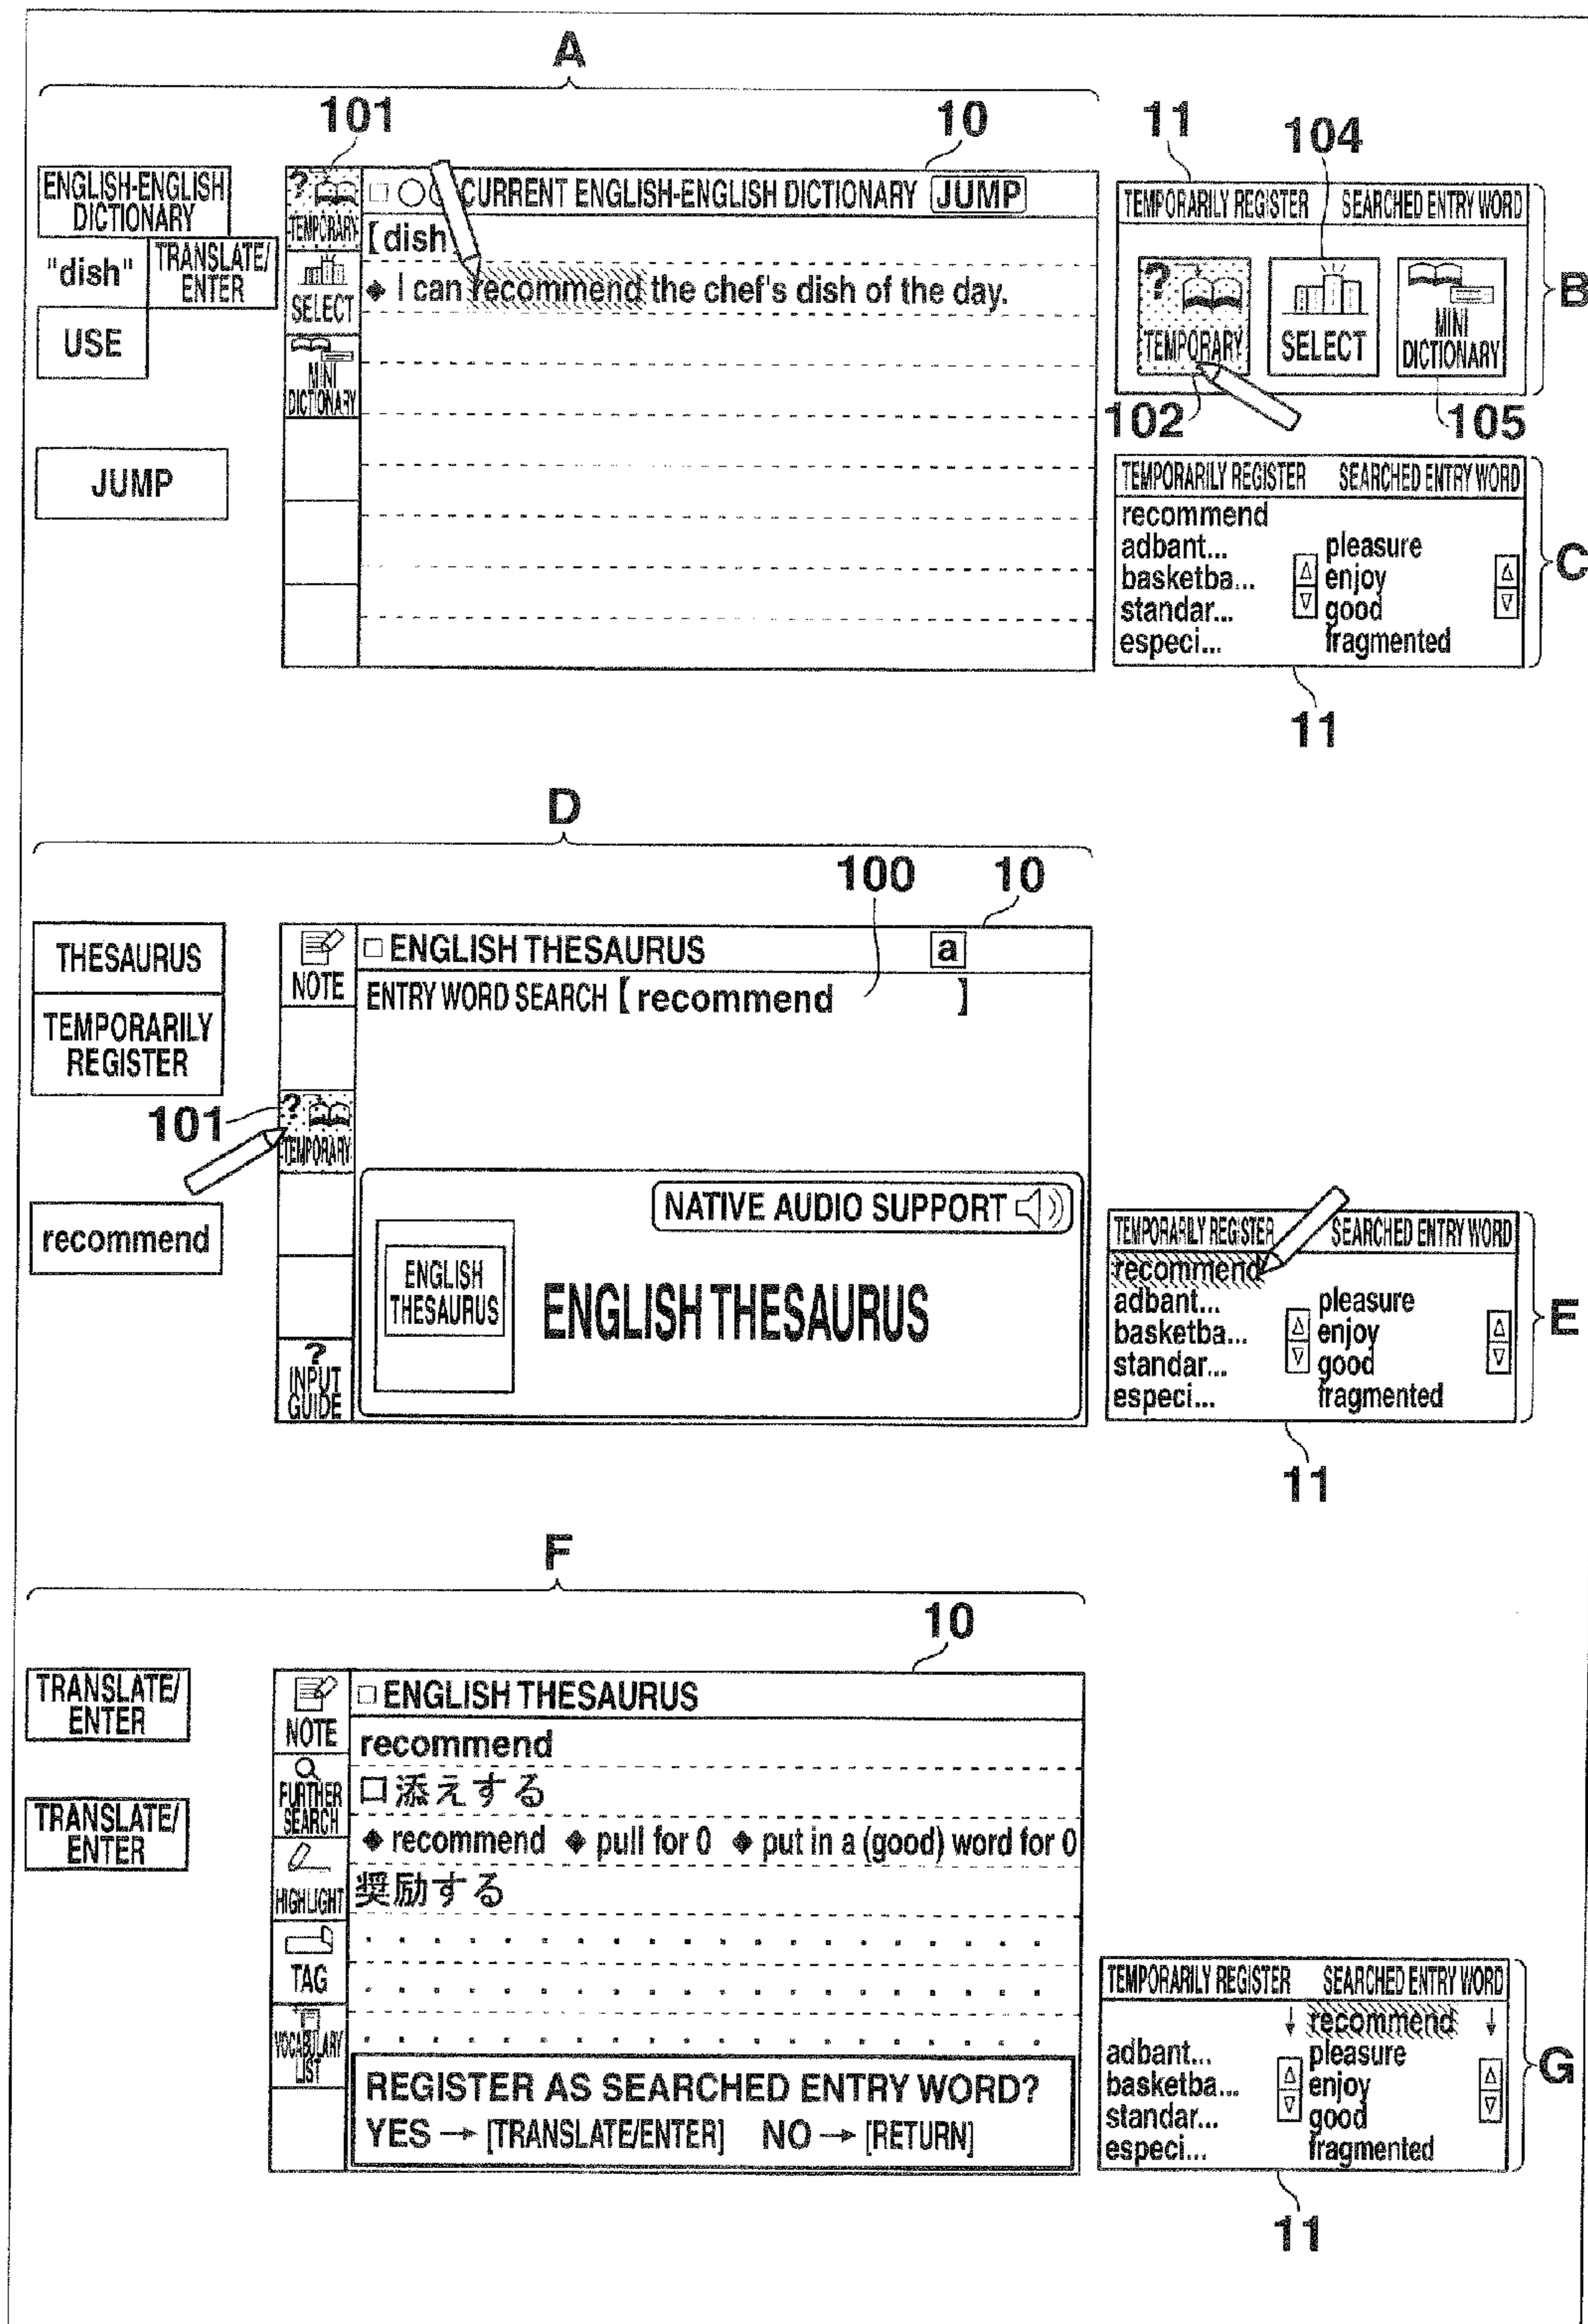 A
101
10
ENGLISH-ENGLISH
DICTIONARY
"dish"
TRANSLATE/
ENTER
USE
JUMP
?
TEMPORARY
SELECT
MINI
DICTIONARY
□ ○ CURRENT ENGLISH-ENGLISH DICTIONARY JUMP
【dish
◆ I can recommend the chef's dish of the day.
11
104
TEMPORARILY REGISTER SEARCHED ENTRY WORD
?
TEMPORARY
SELECT
MINI
DICTIONARY
B
102
105
TEMPORARILY REGISTER SEARCHED ENTRY WORD
recommend
adbant... pleasure
basketba... enjoy
standar... good
especi... fragmented
C
11
D
100
10
THESAURUS
TEMPORARILY
REGISTER
101
recommend
NOTE
?
TEMPORARY
?
INPUT
GUIDE
□ ENGLISH THESAURUS a
ENTRY WORD SEARCH【recommend 】
NATIVE AUDIO SUPPORT
ENGLISH
THESAURUS
ENGLISH THESAURUS
TEMPORARILY REGISTER SEARCHED ENTRY WORD
recommend
adbant... pleasure
basketba... enjoy
standar... good
especi... fragmented
E
11
F
10
TRANSLATE/
ENTER
TRANSLATE/
ENTER
NOTE
FURTHER
SEARCH
HIGHLIGHT
TAG
VOCABULARY
LIST
□ ENGLISH THESAURUS
recommend
口添えする
◆ recommend ◆ pull for 0 ◆ put in a (good) word for 0
奨励する
REGISTER AS SEARCHED ENTRY WORD?
YES → [TRANSLATE/ENTER] NO → [RETURN]
TEMPORARILY REGISTER SEARCHED ENTRY WORD
↓ recommend ↓
adbant... pleasure
basketba... enjoy
standar... good
especi... fragmented
G
11